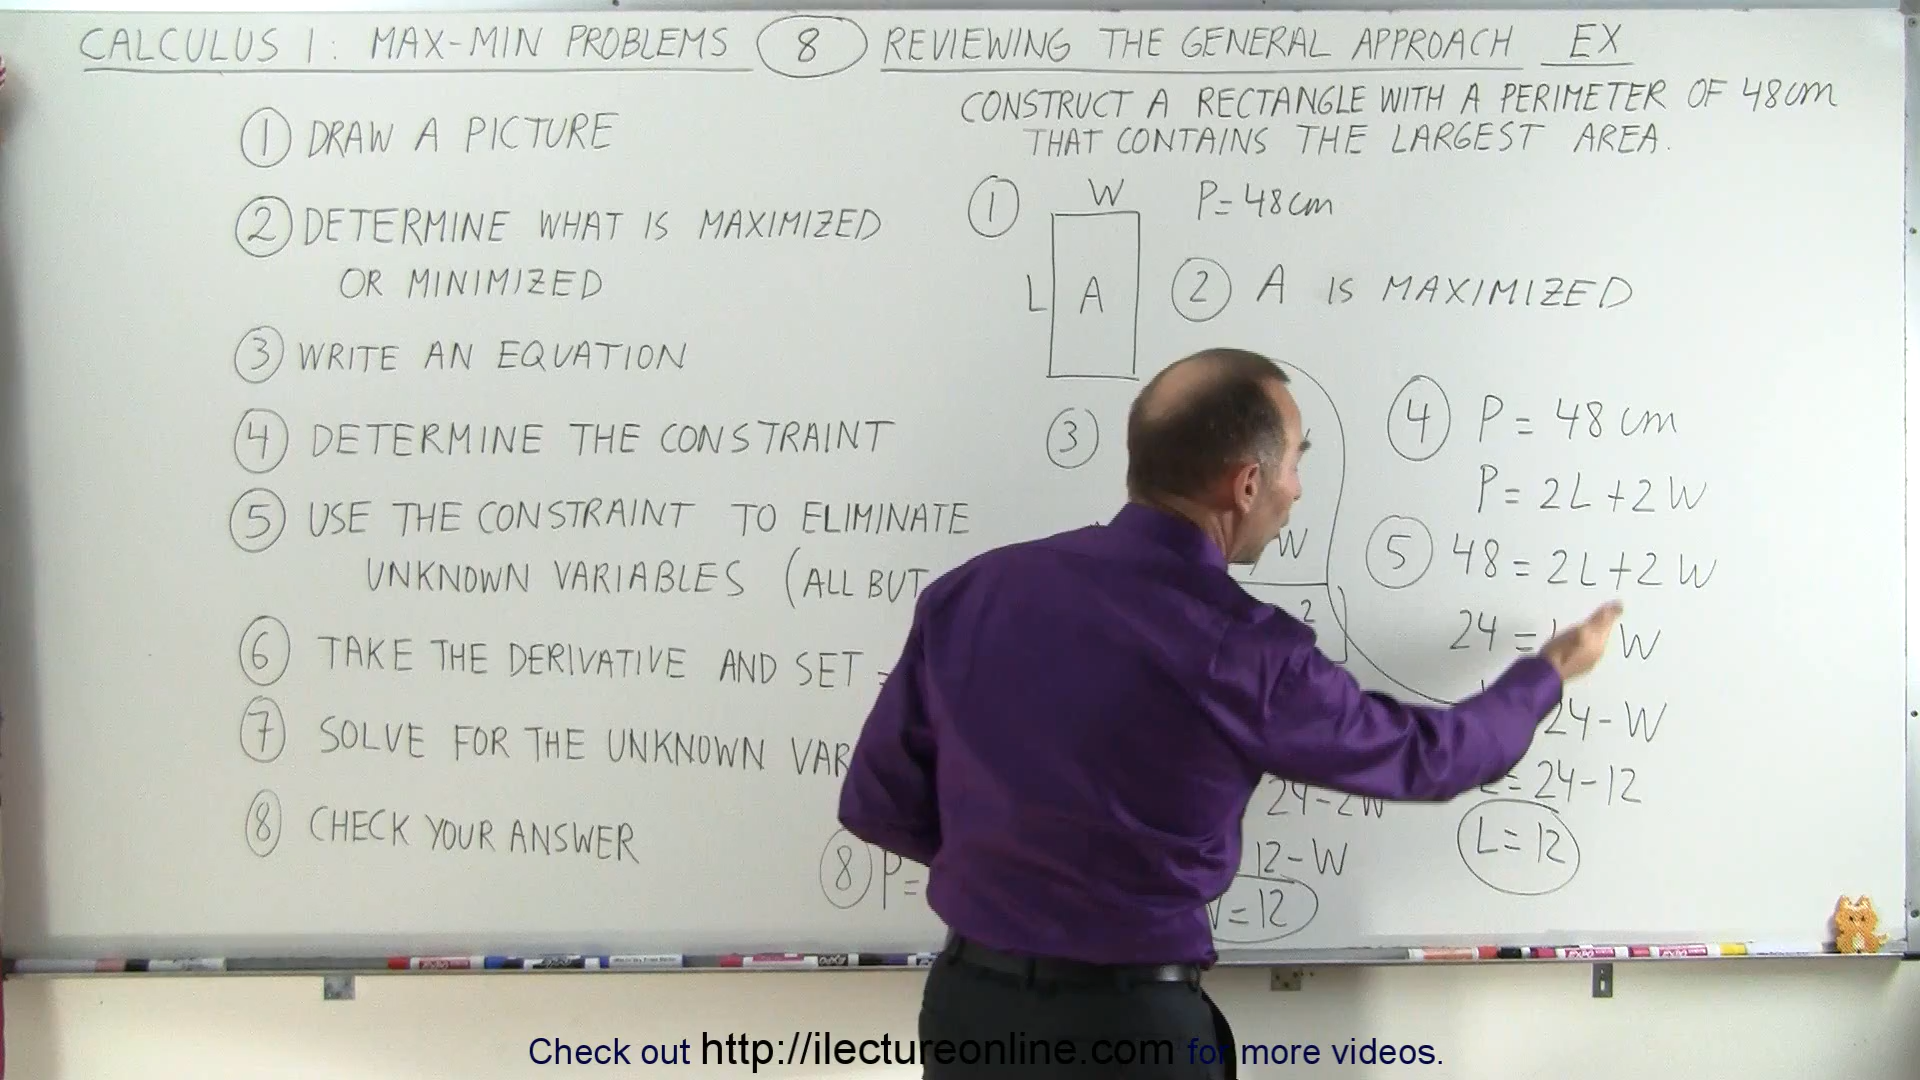 CALCULUS 1: MAX-MIN PROBLEMS 8 REVIEWING THE GENERAL APPROACH EX
① DRAW A PICTURE
② DETERMINE WHAT IS MAXIMIZED
OR MINIMIZED
③ WRITE AN EQUATION
④ DETERMINE THE CONSTRAINT
⑤ USE THE CONSTRAINT TO ELIMINATE
UNKNOWN VARIABLES (ALL BUT
⑥ TAKE THE DERIVATIVE AND SET =
⑦ SOLVE FOR THE UNKNOWN VAR
⑧ CHECK YOUR ANSWER
CONSTRUCT A RECTANGLE WITH A PERIMETER OF 48cm
THAT CONTAINS THE LARGEST AREA.
① W P = 48cm
L A
② A IS MAXIMIZED
③
W
2
24-2W
12-W
=12
⑧ P=
④ P = 48 cm
P = 2L+2W
⑤ 48 = 2L+2W
24 = W
24-W
= 24-12
L=12
Check out http://ilectureonline.com for more videos.